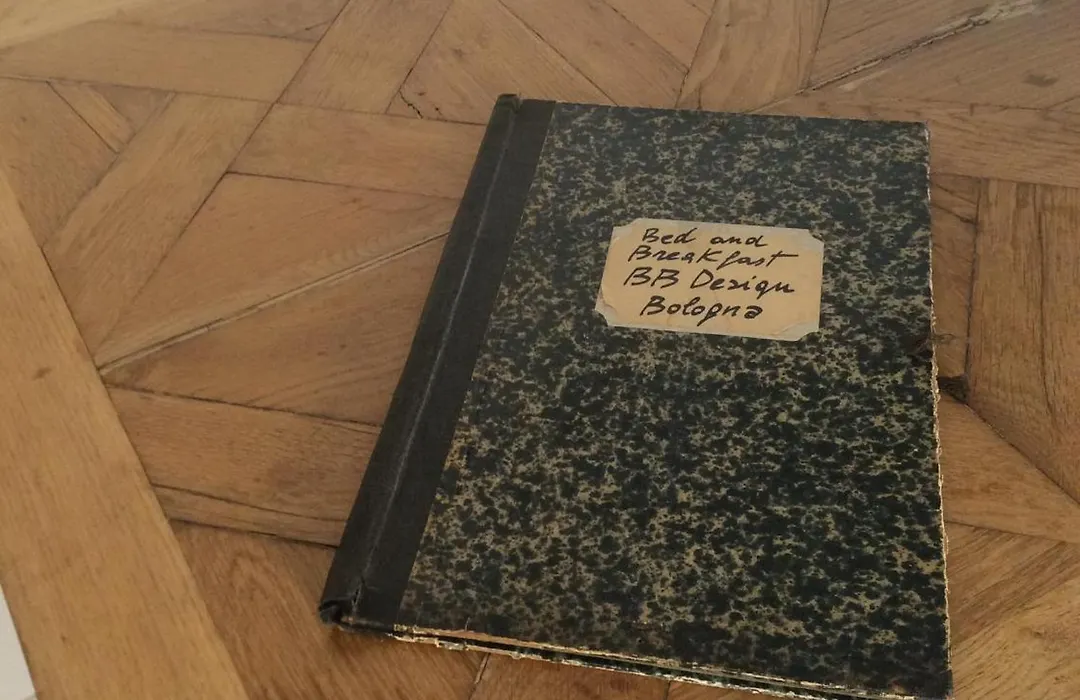 Bed and
Breakfast
BB Design
Bologna